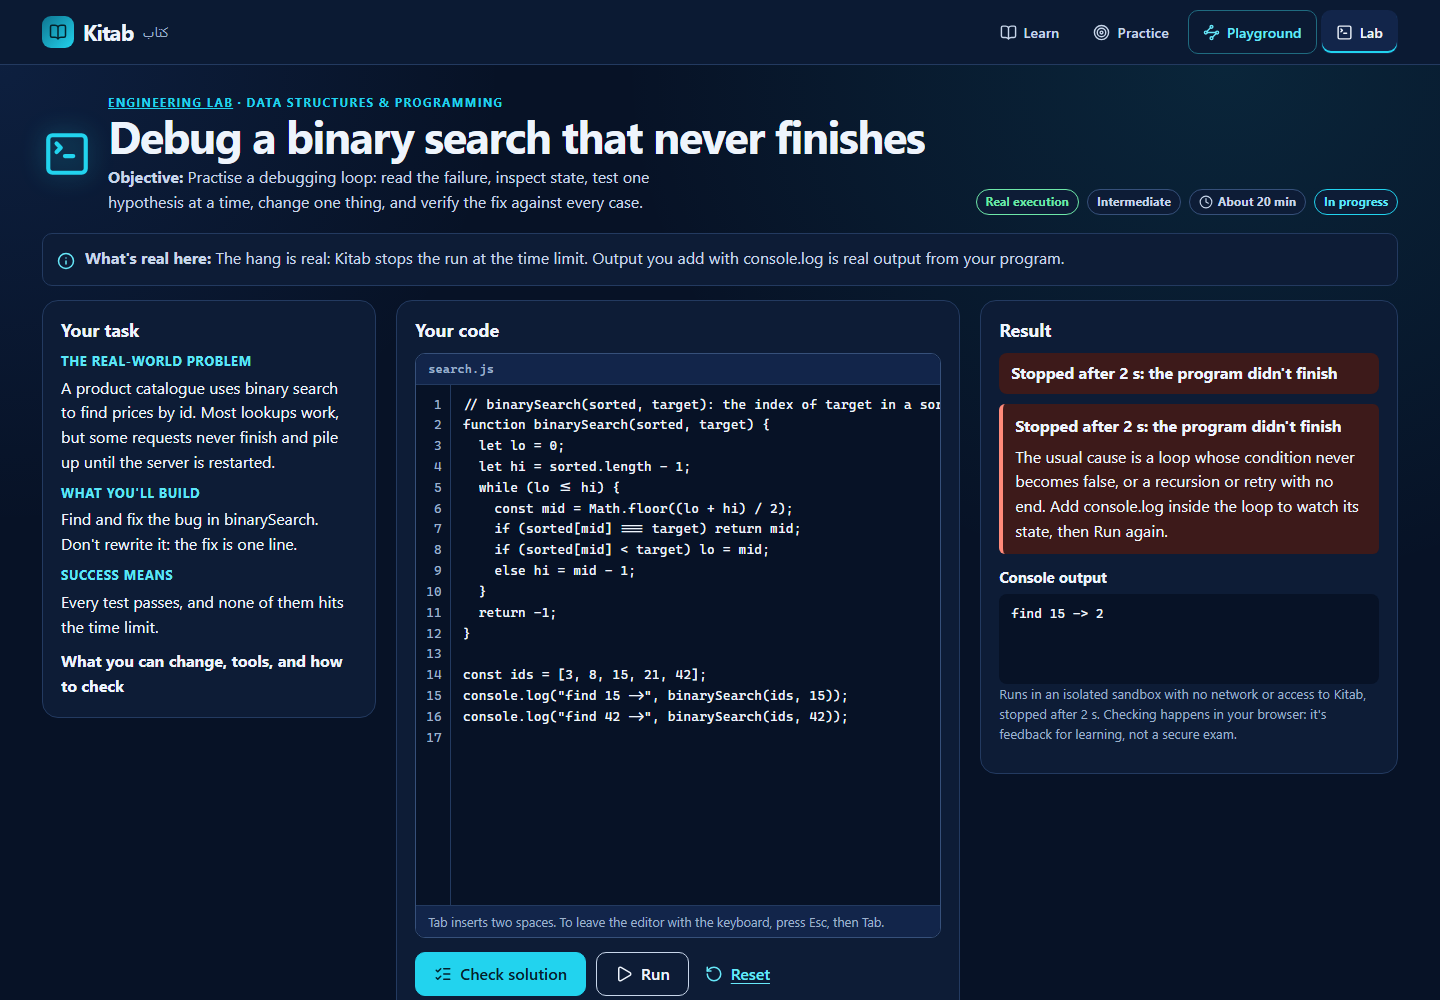 Kitab کتاب
Learn
Practice
Playground
Lab
ENGINEERING LAB · DATA STRUCTURES & PROGRAMMING
Debug a binary search that never finishes
Objective: Practise a debugging loop: read the failure, inspect state, test one
hypothesis at a time, change one thing, and verify the fix against every case.
Real execution
Intermediate
About 20 min
In progress
What's real here: The hang is real: Kitab stops the run at the time limit. Output you add with console.log is real output from your program.
Your task
THE REAL-WORLD PROBLEM
A product catalogue uses binary search
to find prices by id. Most lookups work,
but some requests never finish and pile
up until the server is restarted.
WHAT YOU'LL BUILD
Find and fix the bug in binarySearch.
Don't rewrite it: the fix is one line.
SUCCESS MEANS
Every test passes, and none of them hits
the time limit.
What you can change, tools, and how
to check
Your code
search.js
1 // binarySearch(sorted, target): the index of target in a sor
2 function binarySearch(sorted, target) {
3 let lo = 0;
4 let hi = sorted.length - 1;
5 while (lo <= hi) {
6 const mid = Math.floor((lo + hi) / 2);
7 if (sorted[mid] === target) return mid;
8 if (sorted[mid] < target) lo = mid;
9 else hi = mid - 1;
10 }
11 return -1;
12 }
13
14 const ids = [3, 8, 15, 21, 42];
15 console.log("find 15 ->", binarySearch(ids, 15));
16 console.log("find 42 ->", binarySearch(ids, 42));
17
Tab inserts two spaces. To leave the editor with the keyboard, press Esc, then Tab.
Check solution
Run
Reset
Result
Stopped after 2 s: the program didn't finish
Stopped after 2 s: the program didn't finish
The usual cause is a loop whose condition never
becomes false, or a recursion or retry with no
end. Add console.log inside the loop to watch its
state, then Run again.
Console output
find 15 -> 2
Runs in an isolated sandbox with no network or access to Kitab,
stopped after 2 s. Checking happens in your browser: it's
feedback for learning, not a secure exam.